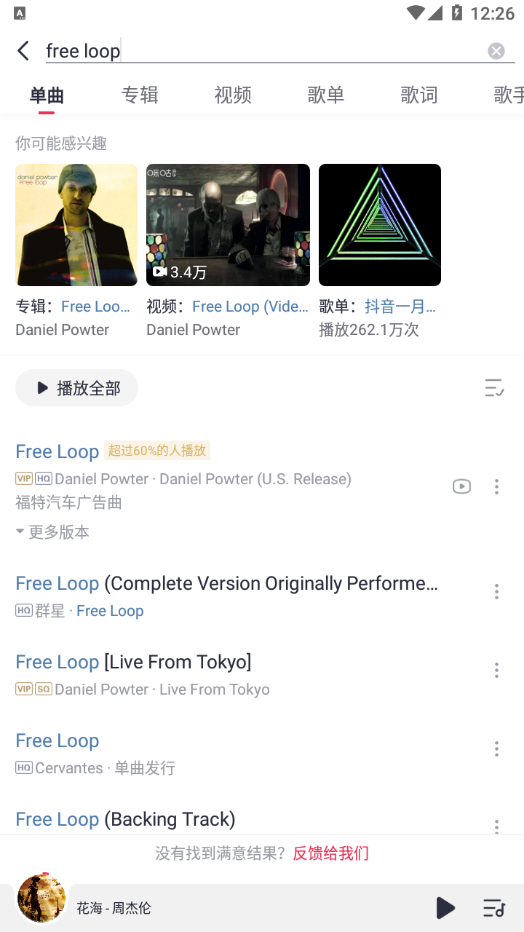 A
12:26
free loop
单曲 专辑 视频 歌单 歌词 歌手
你可能感兴趣
daniel powter
Free loop
3.4万
专辑：Free Loo... 视频：Free Loop (Vide... 歌单：抖音一月...
Daniel Powter Daniel Powter 播放262.1万次
播放全部
Free Loop 超过60%的人播放
VIP HQ Daniel Powter · Daniel Powter (U.S. Release)
福特汽车广告曲
更多版本
Free Loop (Complete Version Originally Performe...
HQ 群星 · Free Loop
Free Loop [Live From Tokyo]
VIP SQ Daniel Powter · Live From Tokyo
Free Loop
HQ Cervantes · 单曲发行
Free Loop (Backing Track)
没有找到满意结果？反馈给我们
花海 - 周杰伦